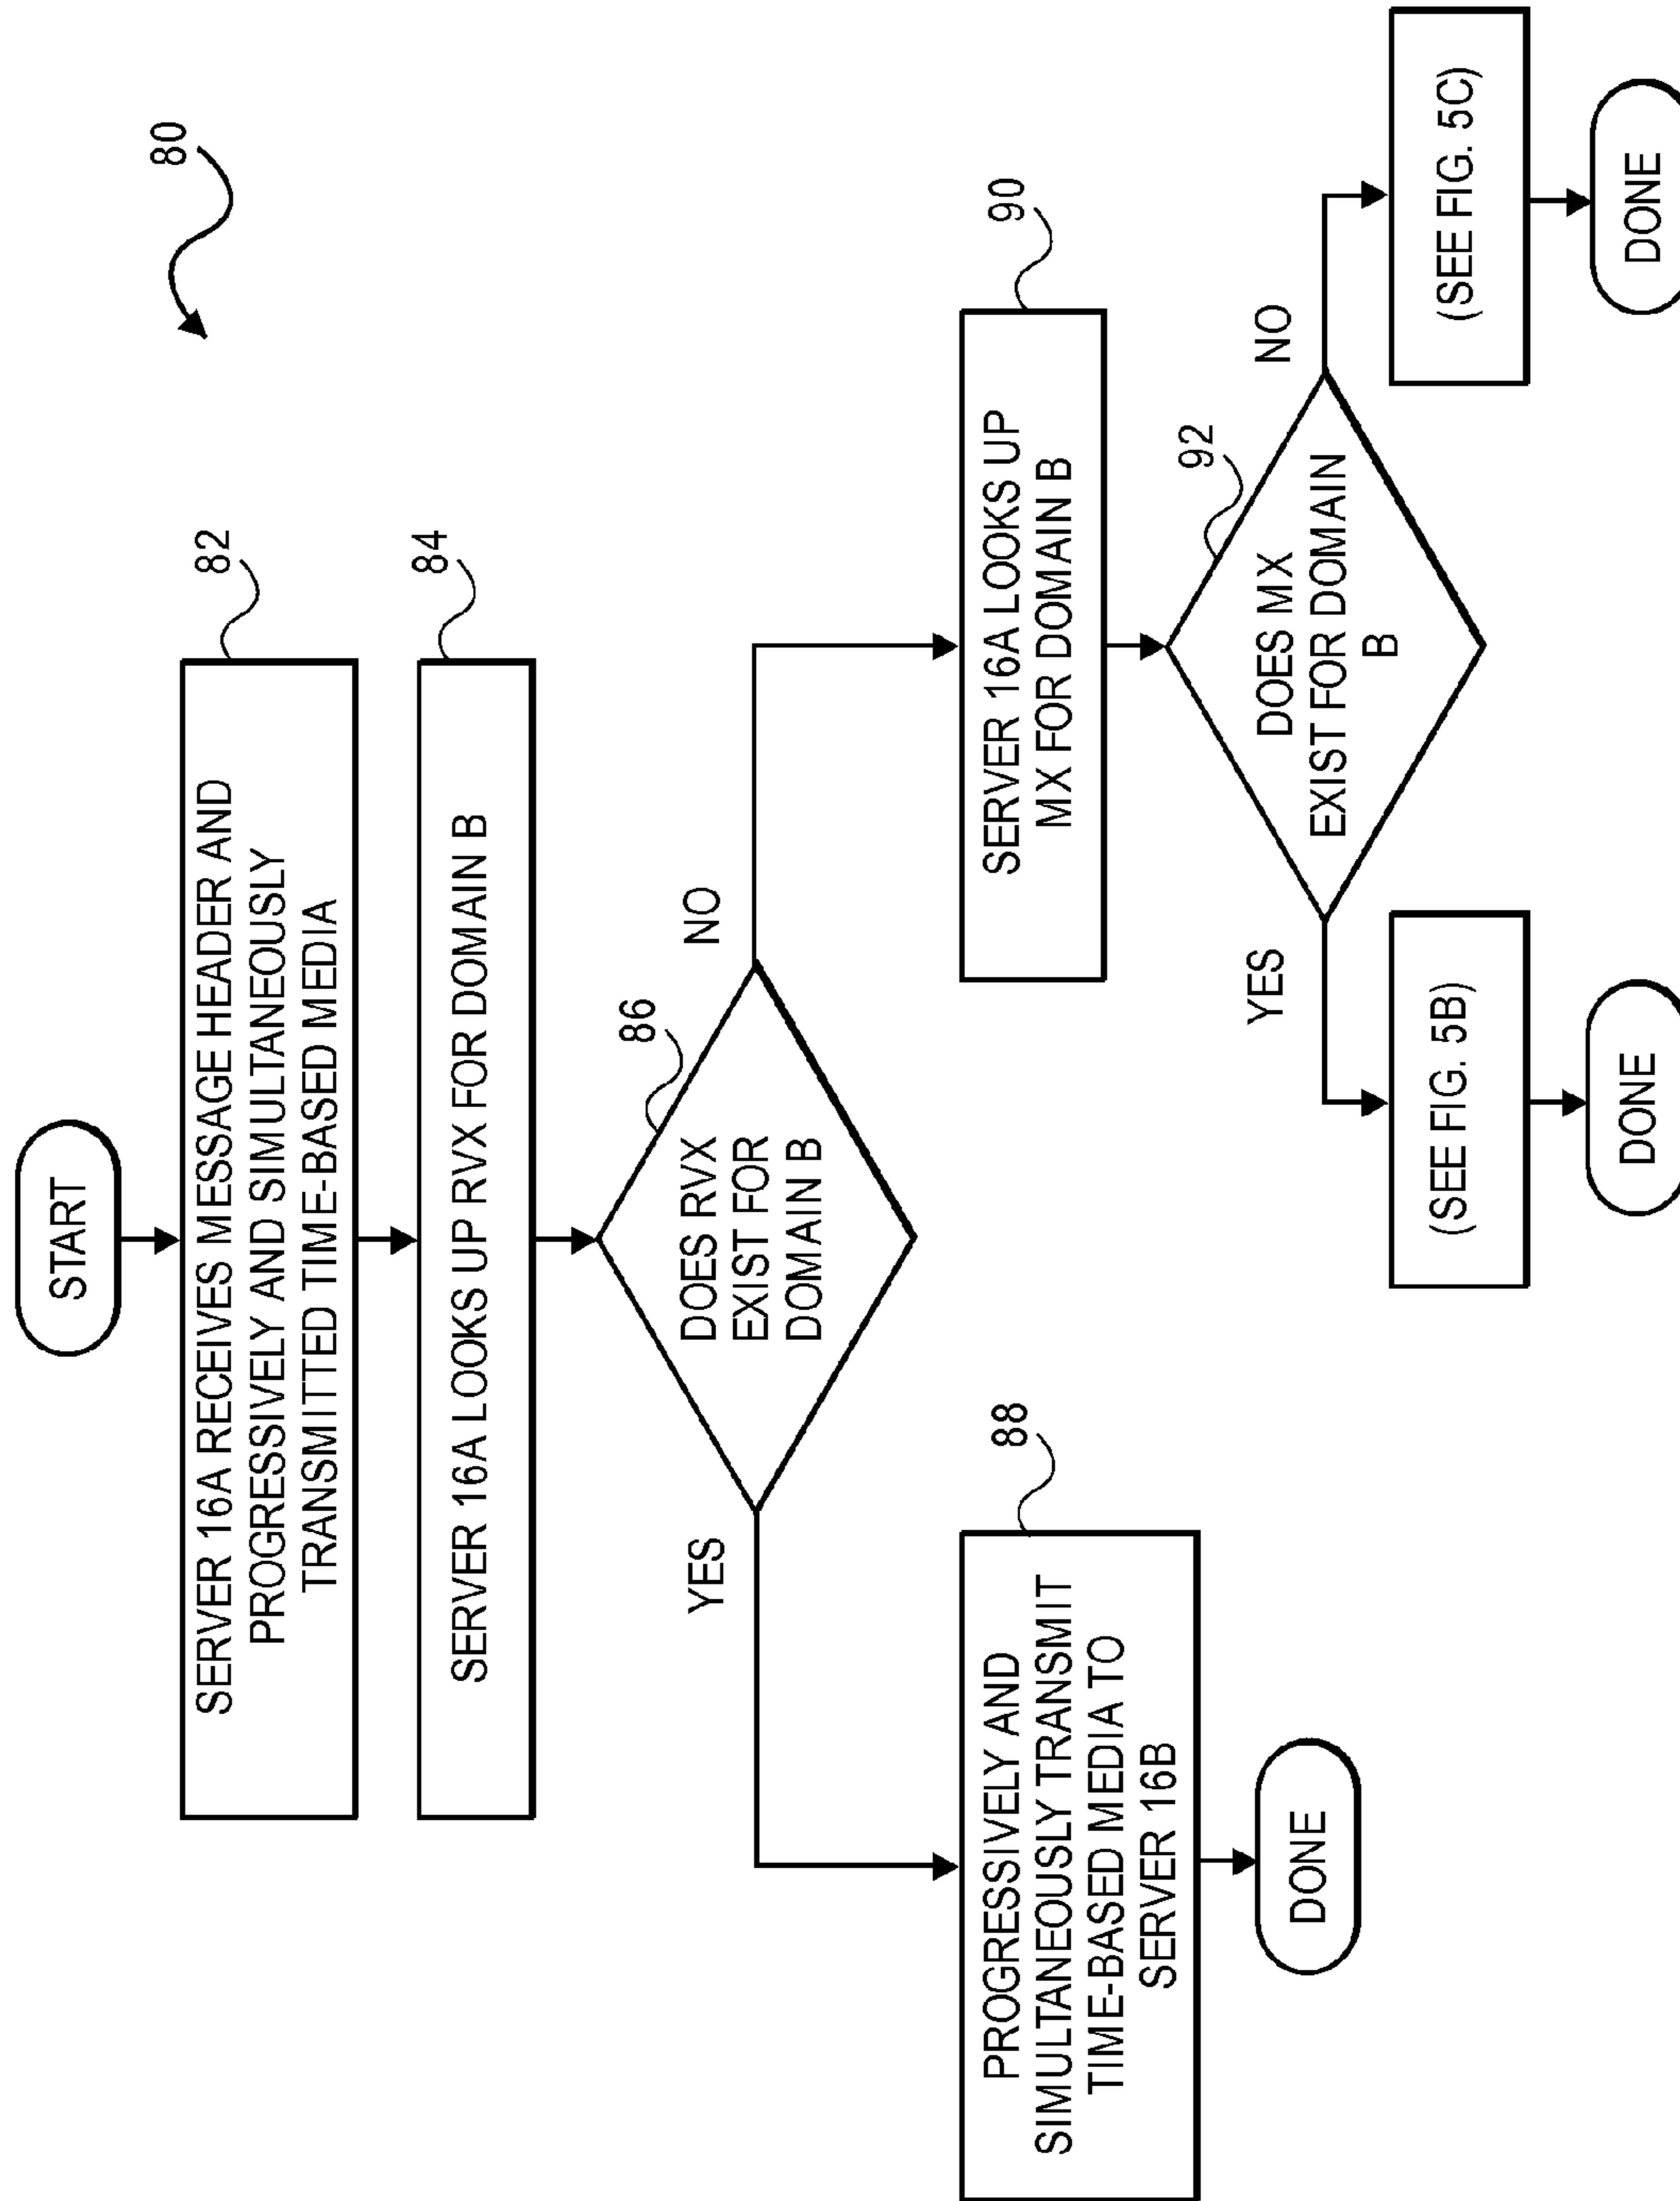 80
START
82
SERVER 16A RECEIVES MESSAGE HEADER AND
PROGRESSIVELY AND SIMULTANEOUSLY
TRANSMITTED TIME-BASED MEDIA
84
SERVER 16A LOOKS UP RVX FOR DOMAIN B
86
DOES RVX
EXIST FOR
DOMAIN B
YES
NO
88
PROGRESSIVELY AND
SIMULTANEOUSLY TRANSMIT
TIME-BASED MEDIA TO
SERVER 16B
DONE
90
SERVER 16A LOOKS UP
MX FOR DOMAIN B
92
DOES MX
EXIST FOR DOMAIN
B
YES
NO
(SEE FIG. 5B)
DONE
(SEE FIG. 5C)
DONE